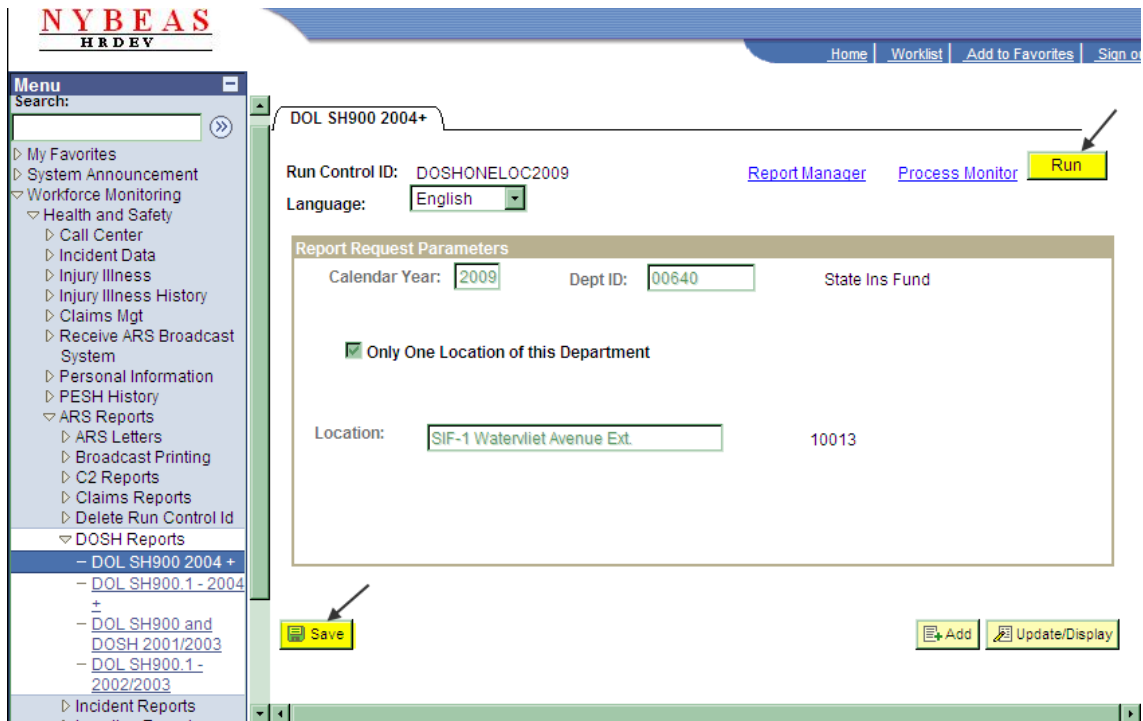 NYBEAS
HRDEV
Home Worklist Add to Favorites Sign
Menu
Search:
My Favorites
System Announcement
Workforce Monitoring
Health and Safety
Call Center
Incident Data
Injury Illness
Injury Illness History
Claims Mgt
Receive ARS Broadcast
System
Personal Information
PESH History
ARS Reports
ARS Letters
Broadcast Printing
C2 Reports
Claims Reports
Delete Run Control Id
DOSH Reports
DOL SH900 2004 +
DOL SH900.1 - 2004
+
DOL SH900 and
DOSH 2001/2003
DOL SH900.1 -
2002/2003
Incident Reports
DOL SH900 2004+
Run Control ID: DOSHONELOC2009 Report Manager Process Monitor Run
Language: English
Report Request Parameters
Calendar Year: 2009 Dept ID: 00640 State Ins Fund
Only One Location of this Department
Location: SIF-1 Watervliet Avenue Ext. 10013
Save Add Update/Display